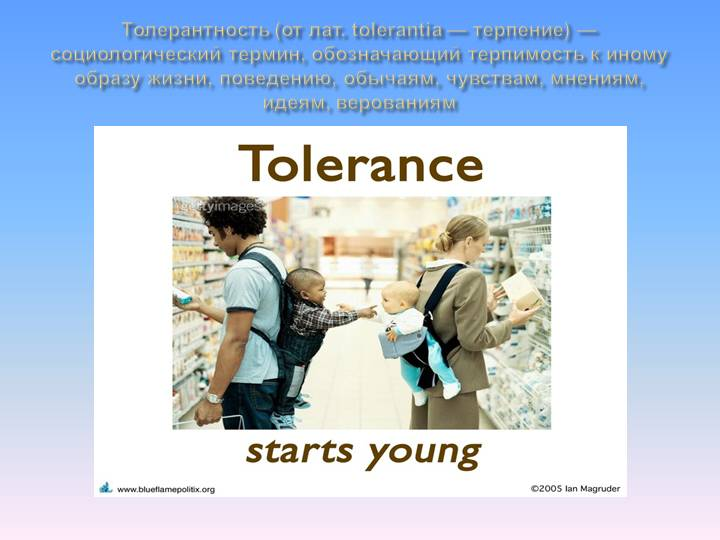 Толерантность (от лат. tolerantia — терпение) —
социологический термин, обозначающий терпимость к иному
образу жизни, поведению, обычаям, чувствам, мнениям,
идеям, верованиям
Tolerance
gettyimages
starts young
www.blueflamepolitix.org
©2005 Ian Magruder